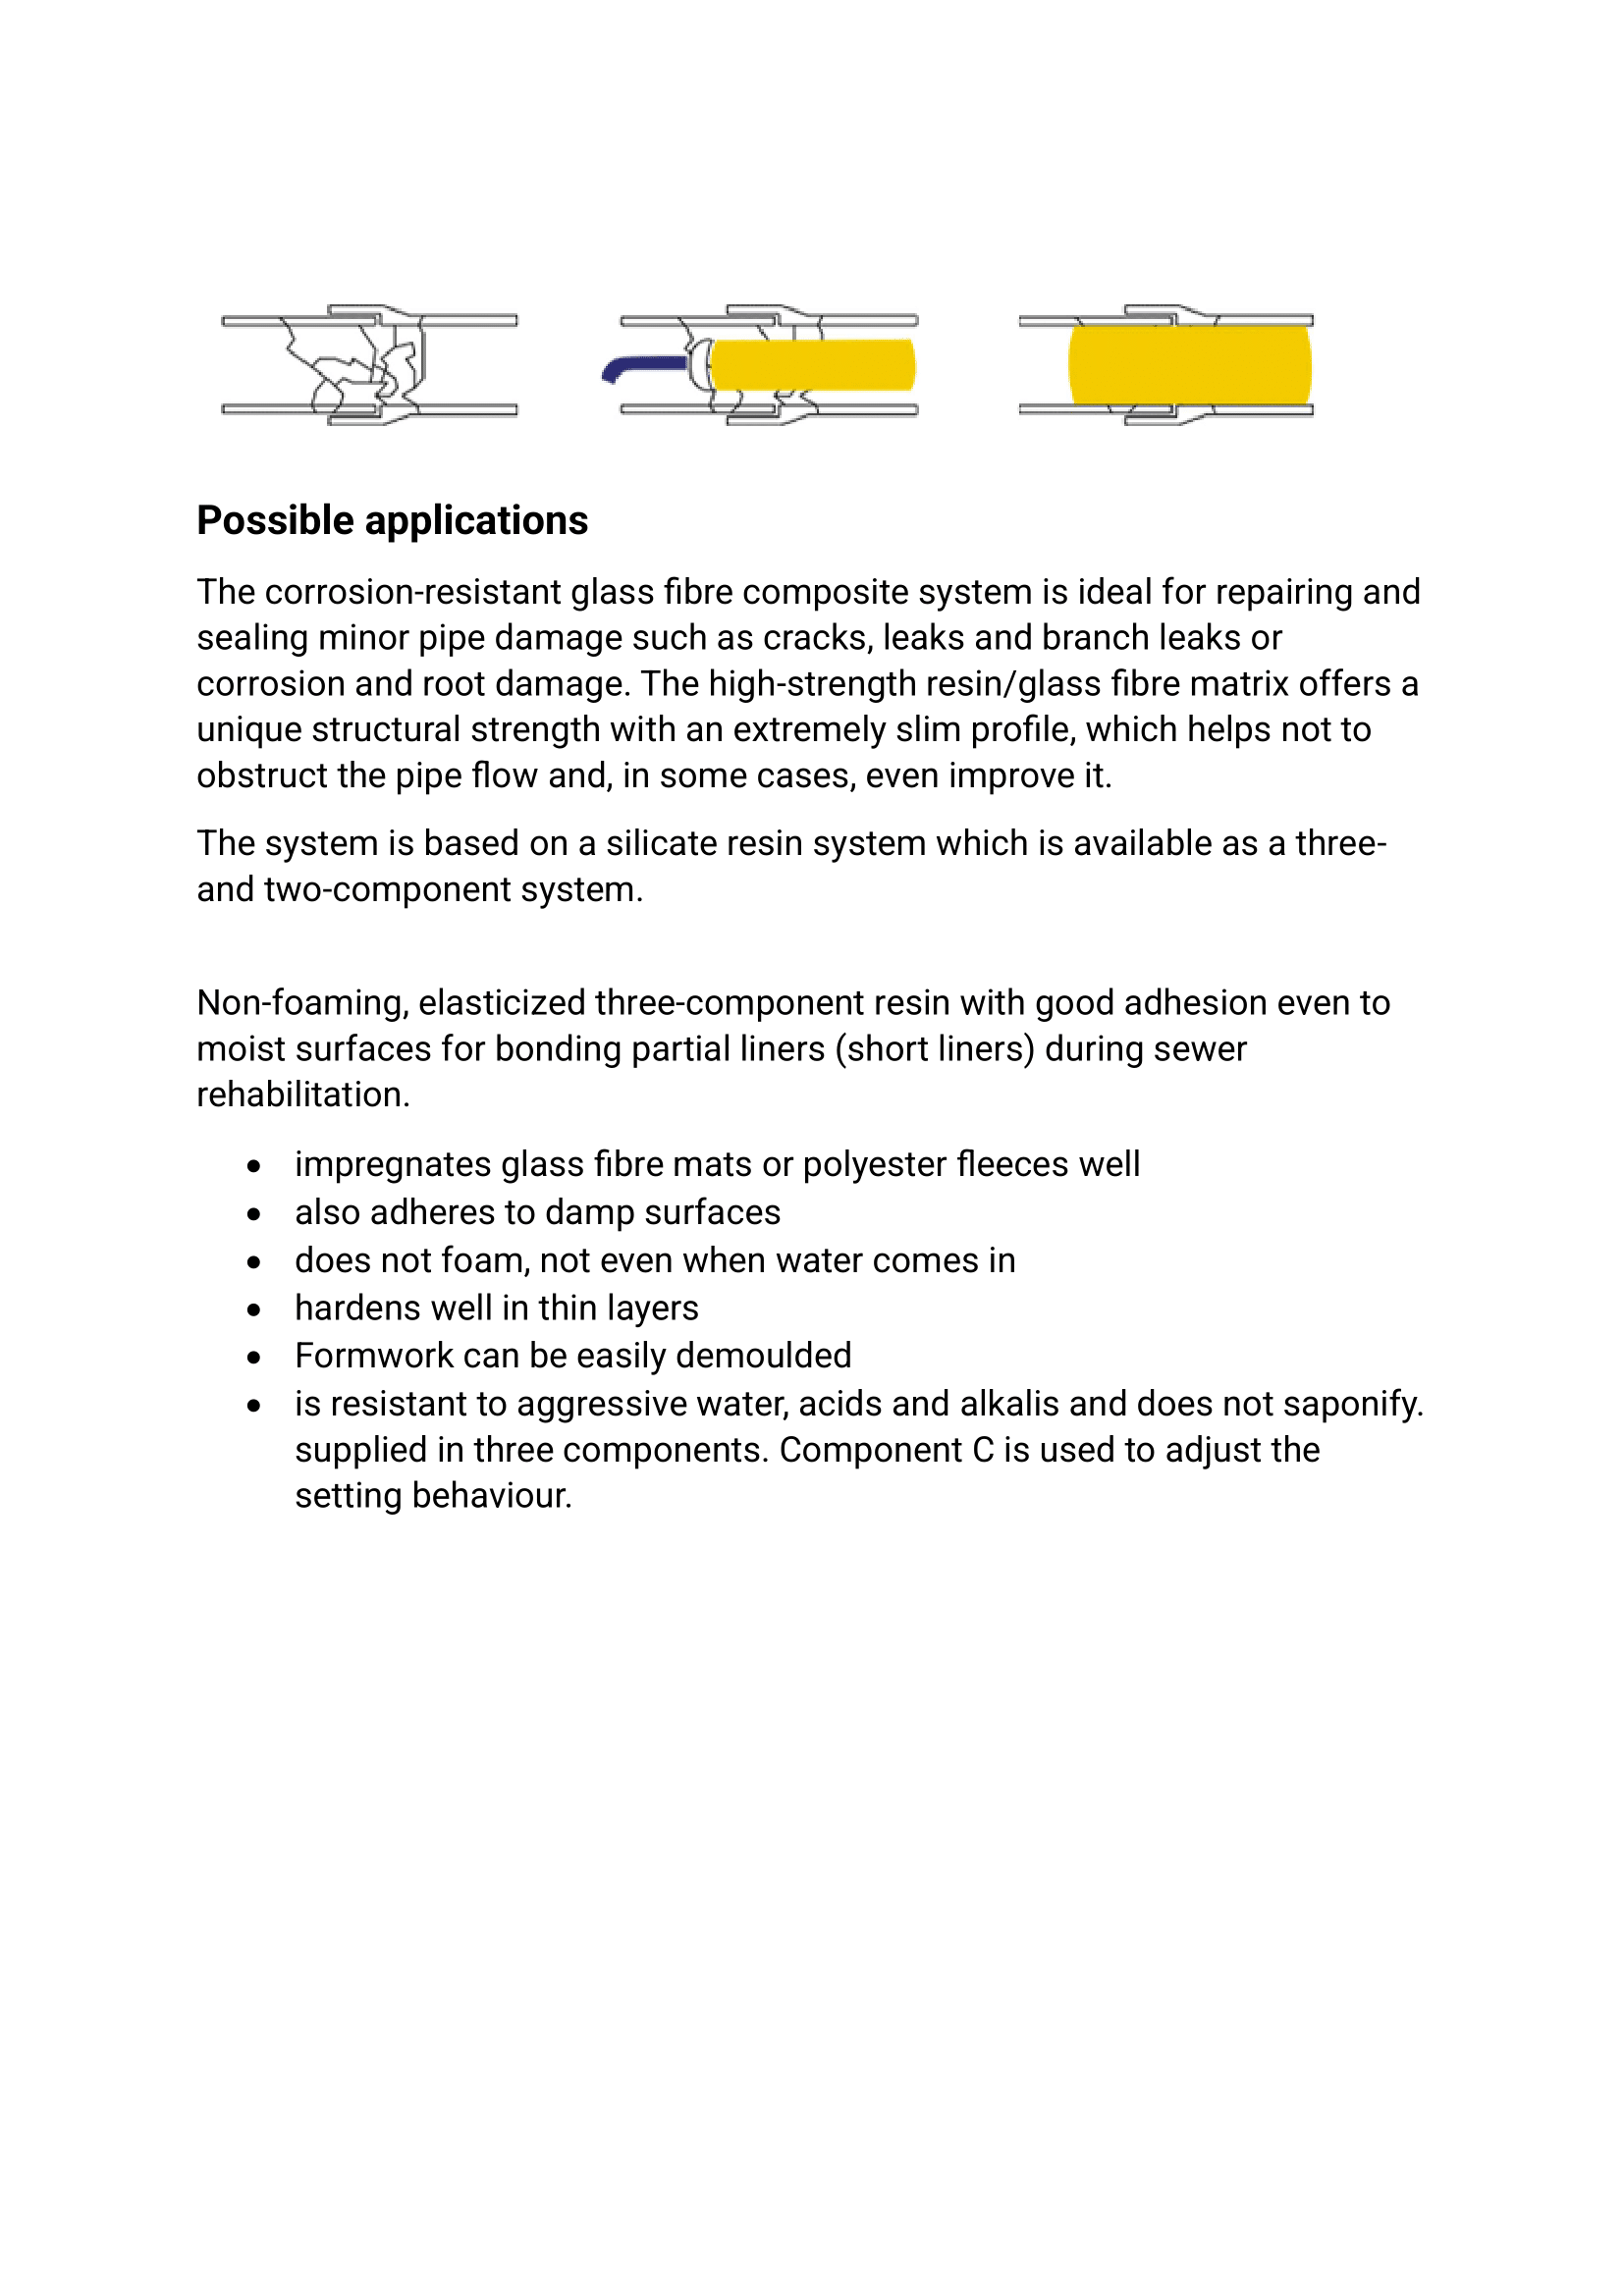 Possible applications
The corrosion-resistant glass fibre composite system is ideal for repairing and
sealing minor pipe damage such as cracks, leaks and branch leaks or
corrosion and root damage. The high-strength resin/glass fibre matrix offers a
unique structural strength with an extremely slim profile, which helps not to
obstruct the pipe flow and, in some cases, even improve it.
The system is based on a silicate resin system which is available as a three-
and two-component system.
Non-foaming, elasticized three-component resin with good adhesion even to
moist surfaces for bonding partial liners (short liners) during sewer
rehabilitation.
• impregnates glass fibre mats or polyester fleeces well
• also adheres to damp surfaces
• does not foam, not even when water comes in
• hardens well in thin layers
• Formwork can be easily demoulded
• is resistant to aggressive water, acids and alkalis and does not saponify.
supplied in three components. Component C is used to adjust the
setting behaviour.